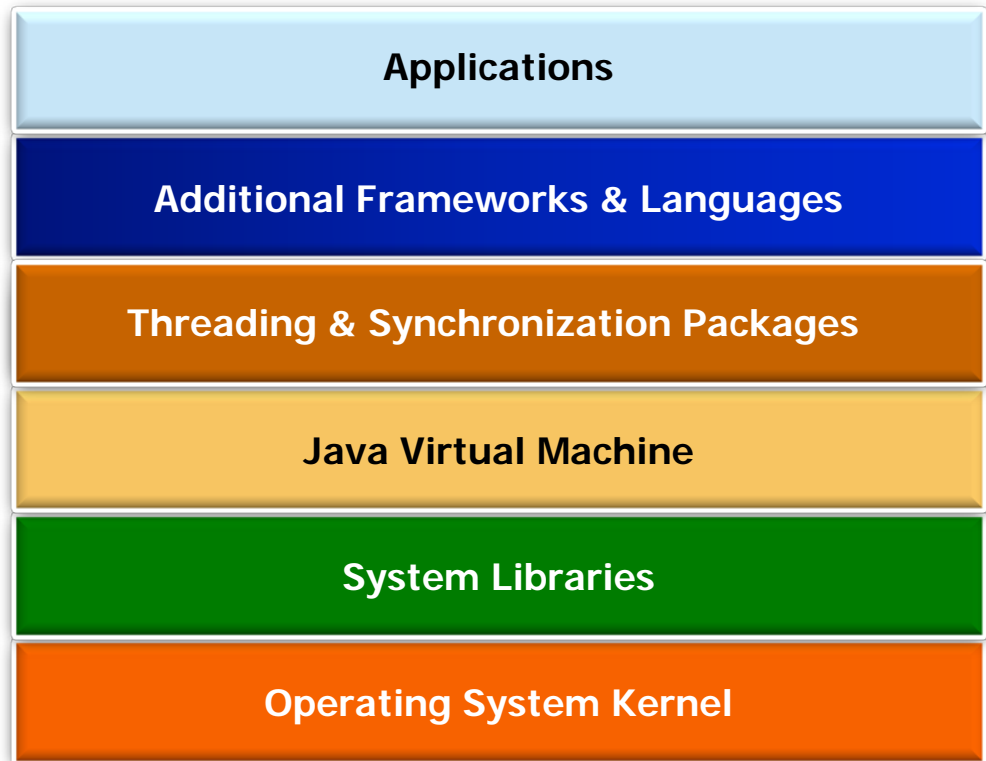 Applications
Additional Frameworks & Languages
Threading & Synchronization Packages
Java Virtual Machine
System Libraries
Operating System Kernel